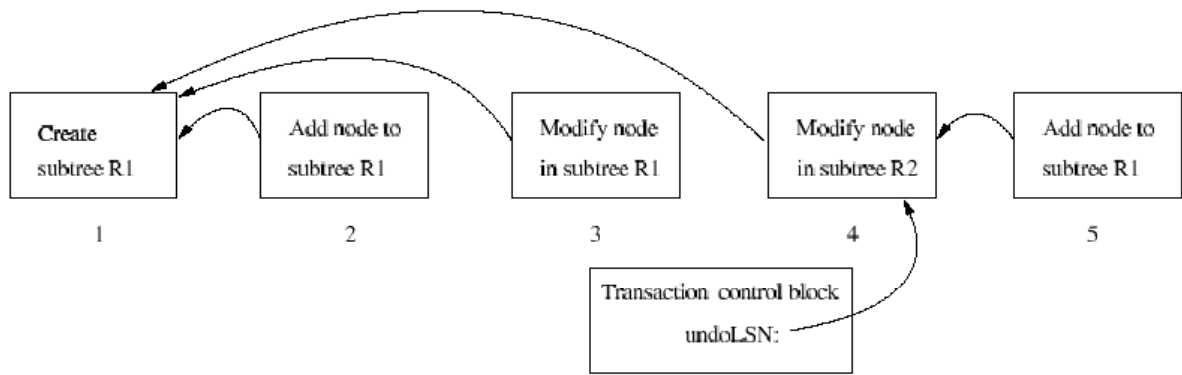 Create
subtree R1
Add node to
subtree R1
Modify node
in subtree R1
Modify node
in subtree R2
Add node to
subtree R1
1
2
3
4
5
Transaction control block
undoLSN: